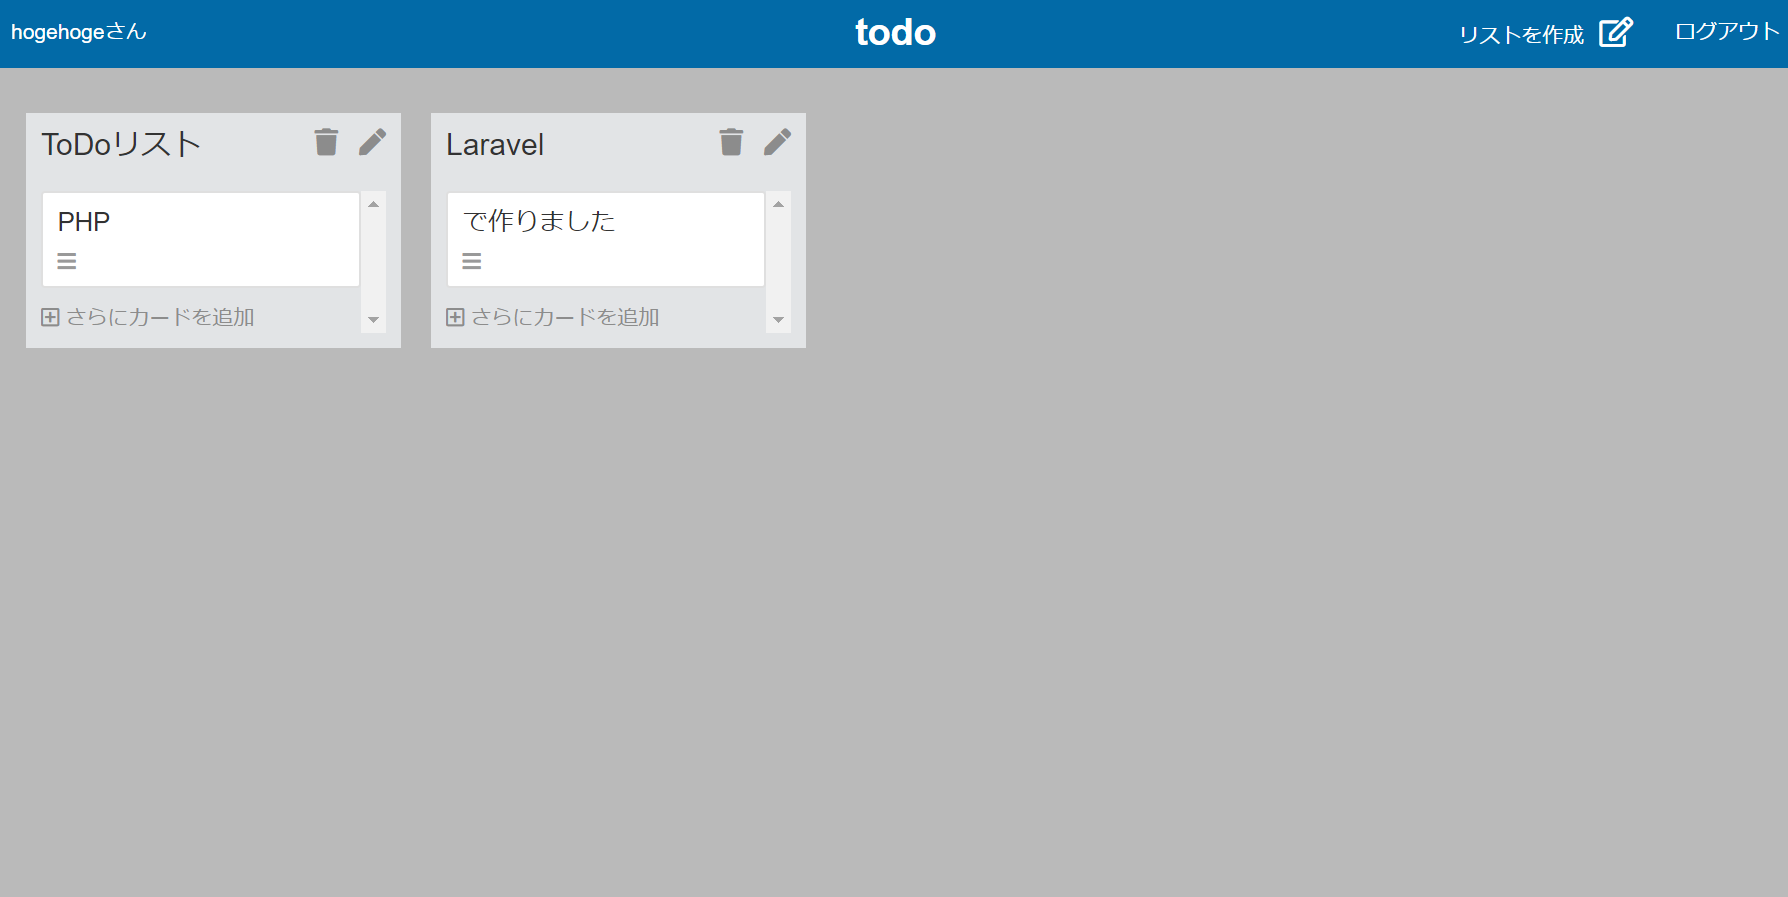 hogehogeさん
todo
リストを作成
ログアウト
ToDoリスト
PHP
さらにカードを追加
Laravel
で作りました
さらにカードを追加